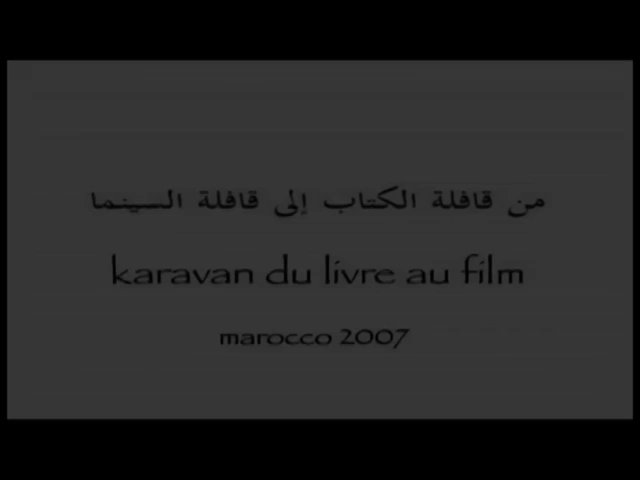 من قافلة الكتاب إلى قافلة السينما
karavan du livre au film
marocco 2007